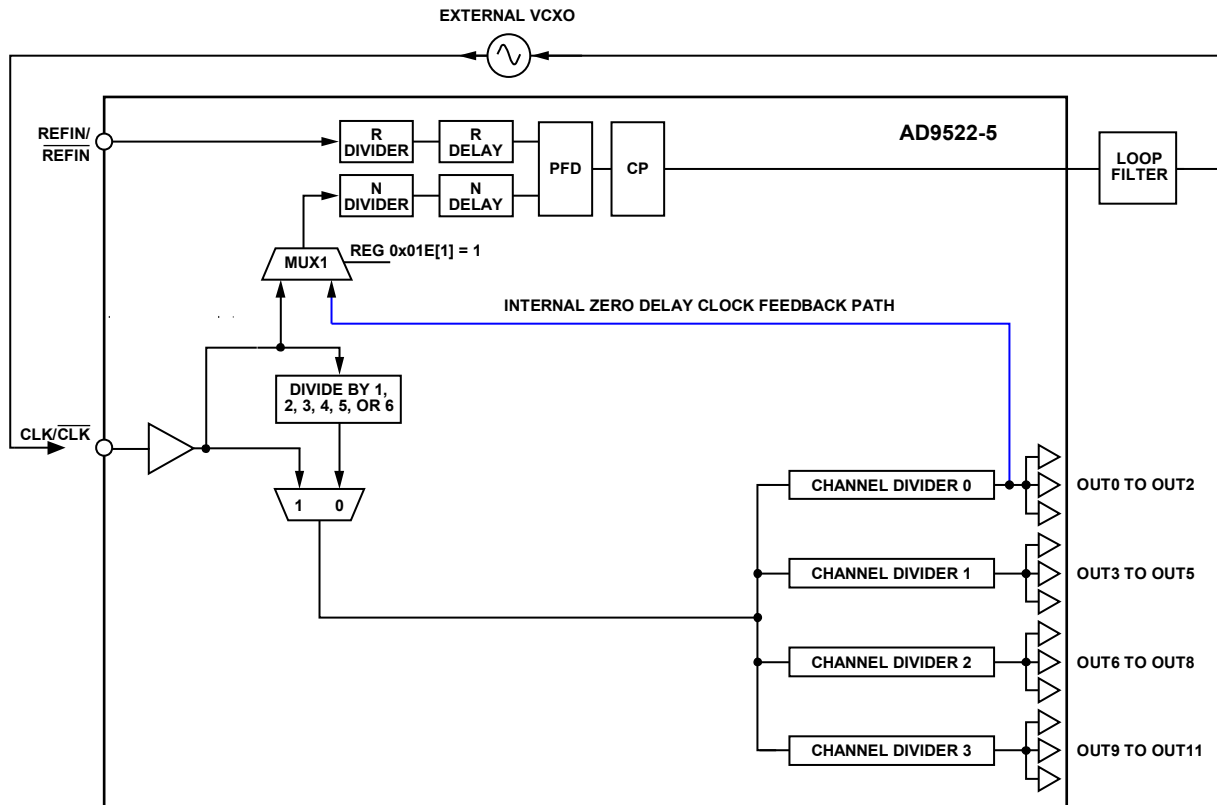 EXTERNAL VCXO
REFIN/
REFIN
R
DIVIDER
R
DELAY
PFD
CP
AD9522-5
LOOP
FILTER
N
DIVIDER
N
DELAY
MUX1
REG 0x01E[1] = 1
INTERNAL ZERO DELAY CLOCK FEEDBACK PATH
DIVIDE BY 1,
2, 3, 4, 5, OR 6
CLK/CLK
1 0
CHANNEL DIVIDER 0
OUT0 TO OUT2
CHANNEL DIVIDER 1
OUT3 TO OUT5
CHANNEL DIVIDER 2
OUT6 TO OUT8
CHANNEL DIVIDER 3
OUT9 TO OUT11